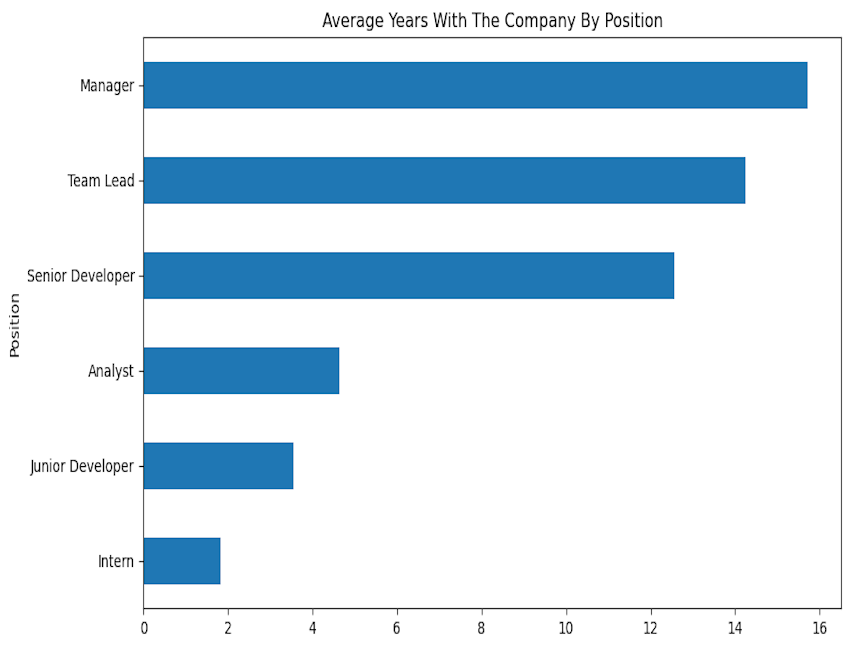 Average Years With The Company By Position
Manager
Team Lead
Senior Developer
Analyst
Junior Developer
Intern
Position
0 2 4 6 8 10 12 14 16